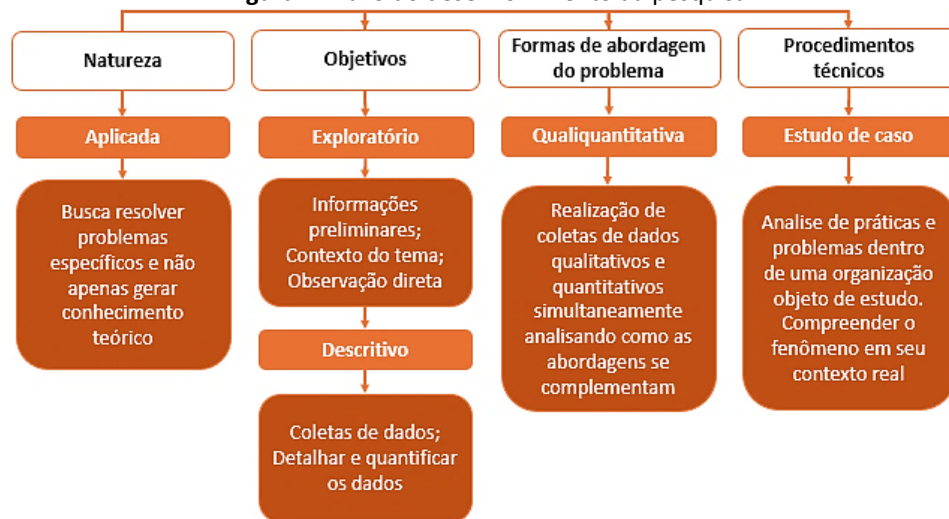 Natureza
Objetivos
Formas de abordagem
do problema
Procedimentos
técnicos
Aplicada
Exploratório
Qualiquantitativa
Estudo de caso
Busca resolver
problemas
específicos e não
apenas gerar
conhecimento
teórico
Informações
preliminares;
Contexto do tema;
Observação direta
Descritivo
Coletas de dados;
Detalhar e quantificar
os dados
Realização de
coletas de dados
qualitativos e
quantitativos
simultaneamente
analisando como as
abordagens se
complementam
Analise de práticas e
problemas dentro
de uma organização
objeto de estudo.
Compreender o
fenômeno em seu
contexto real